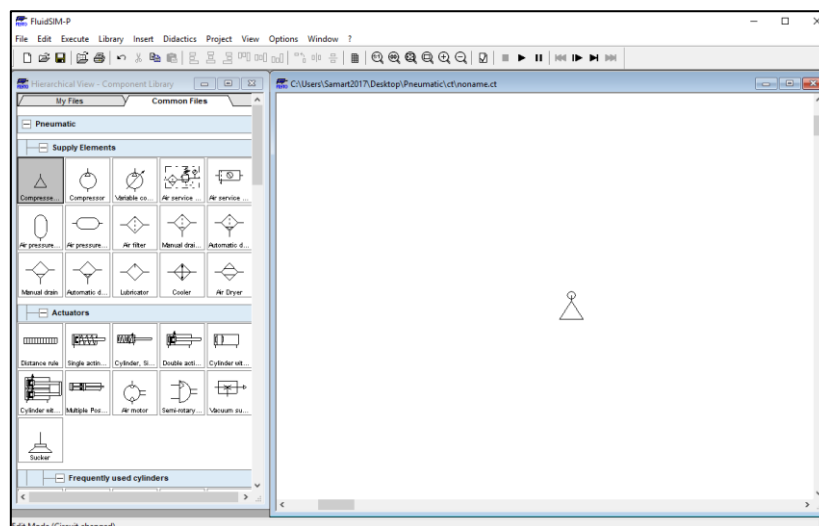 FluidSIM-P
File Edit Execute Library Insert Didactics Project View Options Window ?
Hierarchical View - Component Library
My Files Common Files
Pneumatic
Supply Elements
Compresse... Compressor Variable co... Air service ... Air service ...
Air pressure... Air pressure... Air filter Manual drai... Automatic d...
Manual drain Automatic d... Lubricator Cooler Air Dryer
Actuators
Distance rule Single actin... Cylinder, Si... Double acti... Cylinder wit...
Cylinder wit... Multiple Pos... Air motor Semi-rotary... Vacuum su...
Sucker
Frequently used cylinders
C:\Users\Samart2017\Desktop\Pneumatic\ct\noname.ct
Edit Mode (Circuit changed)